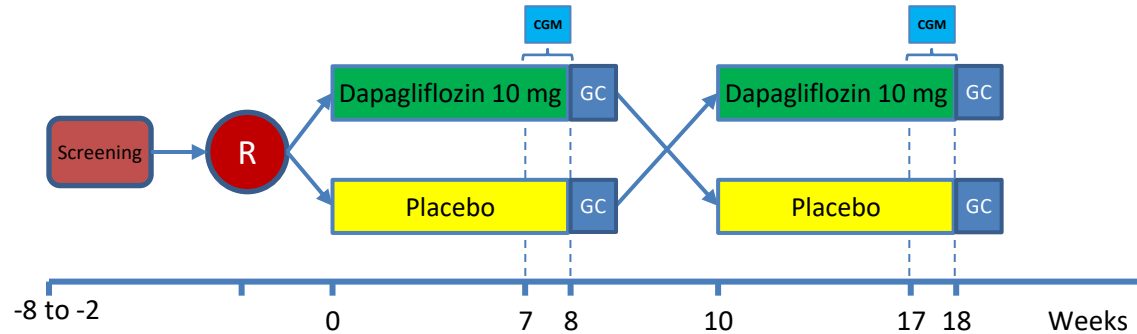 CGM
CGM
Dapagliflozin 10 mg
GC
Dapagliflozin 10 mg
GC
Screening
R
Placebo
GC
Placebo
GC
-8 to -2
0
7
8
10
17
18
Weeks